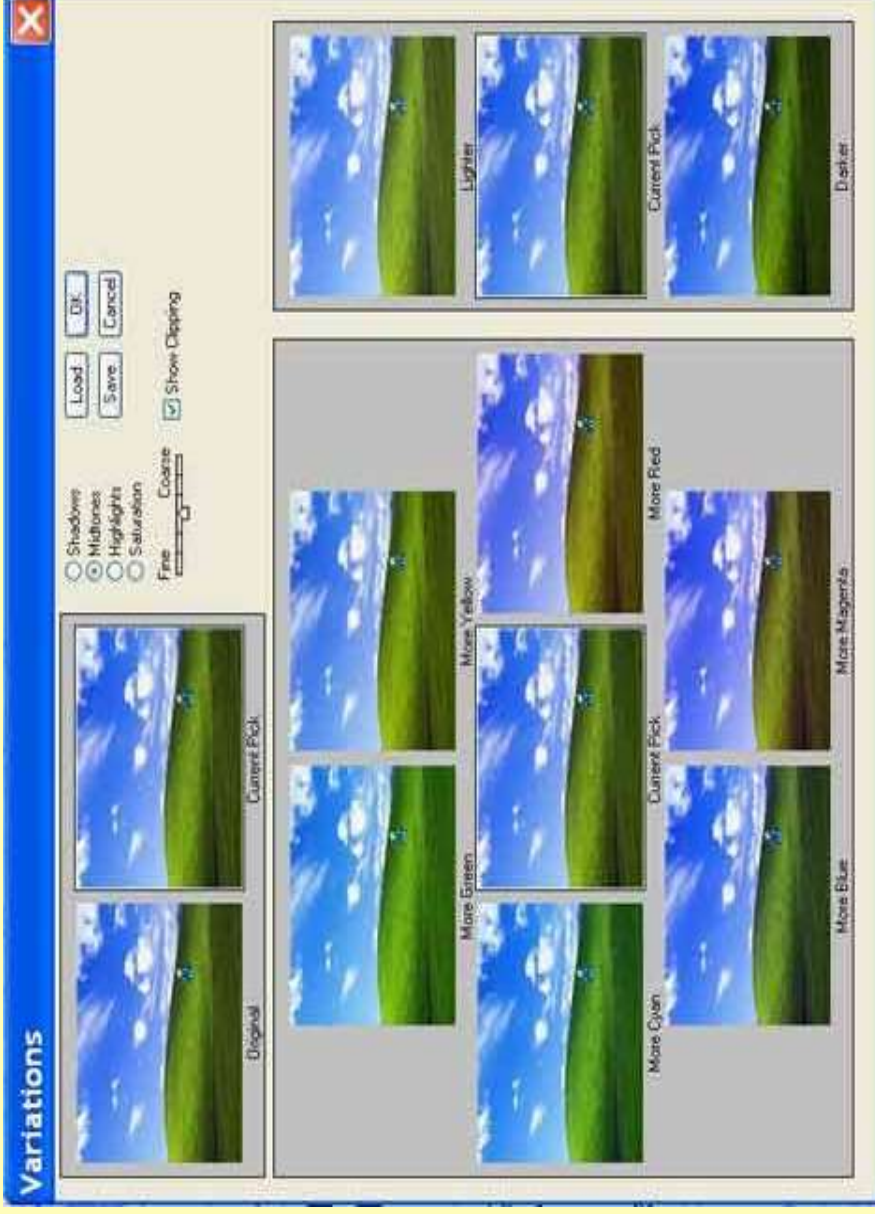 Variations
Original
Current Pick
Shadows
Midtones
Highlights
Saturation
Fine Coarse
Load
OK
Save
Cancel
Show Clipping
More Green
More Yellow
More Cyan
Current Pick
More Red
More Blue
More Magenta
Lighter
Current Pick
Darker